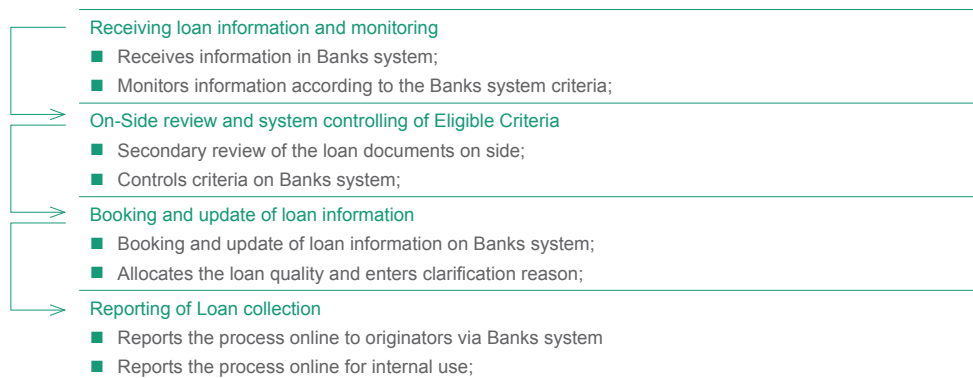 Receiving loan information and monitoring
Receives information in Banks system;
Monitors information according to the Banks system criteria;
On-Side review and system controlling of Eligible Criteria
Secondary review of the loan documents on side;
Controls criteria on Banks system;
Booking and update of loan information
Booking and update of loan information on Banks system;
Allocates the loan quality and enters clarification reason;
Reporting of Loan collection
Reports the process online to originators via Banks system
Reports the process online for internal use;